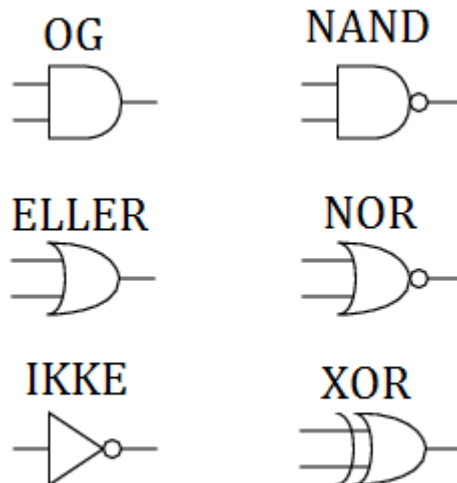 OG
NAND
ELLER
NOR
IKKE
XOR